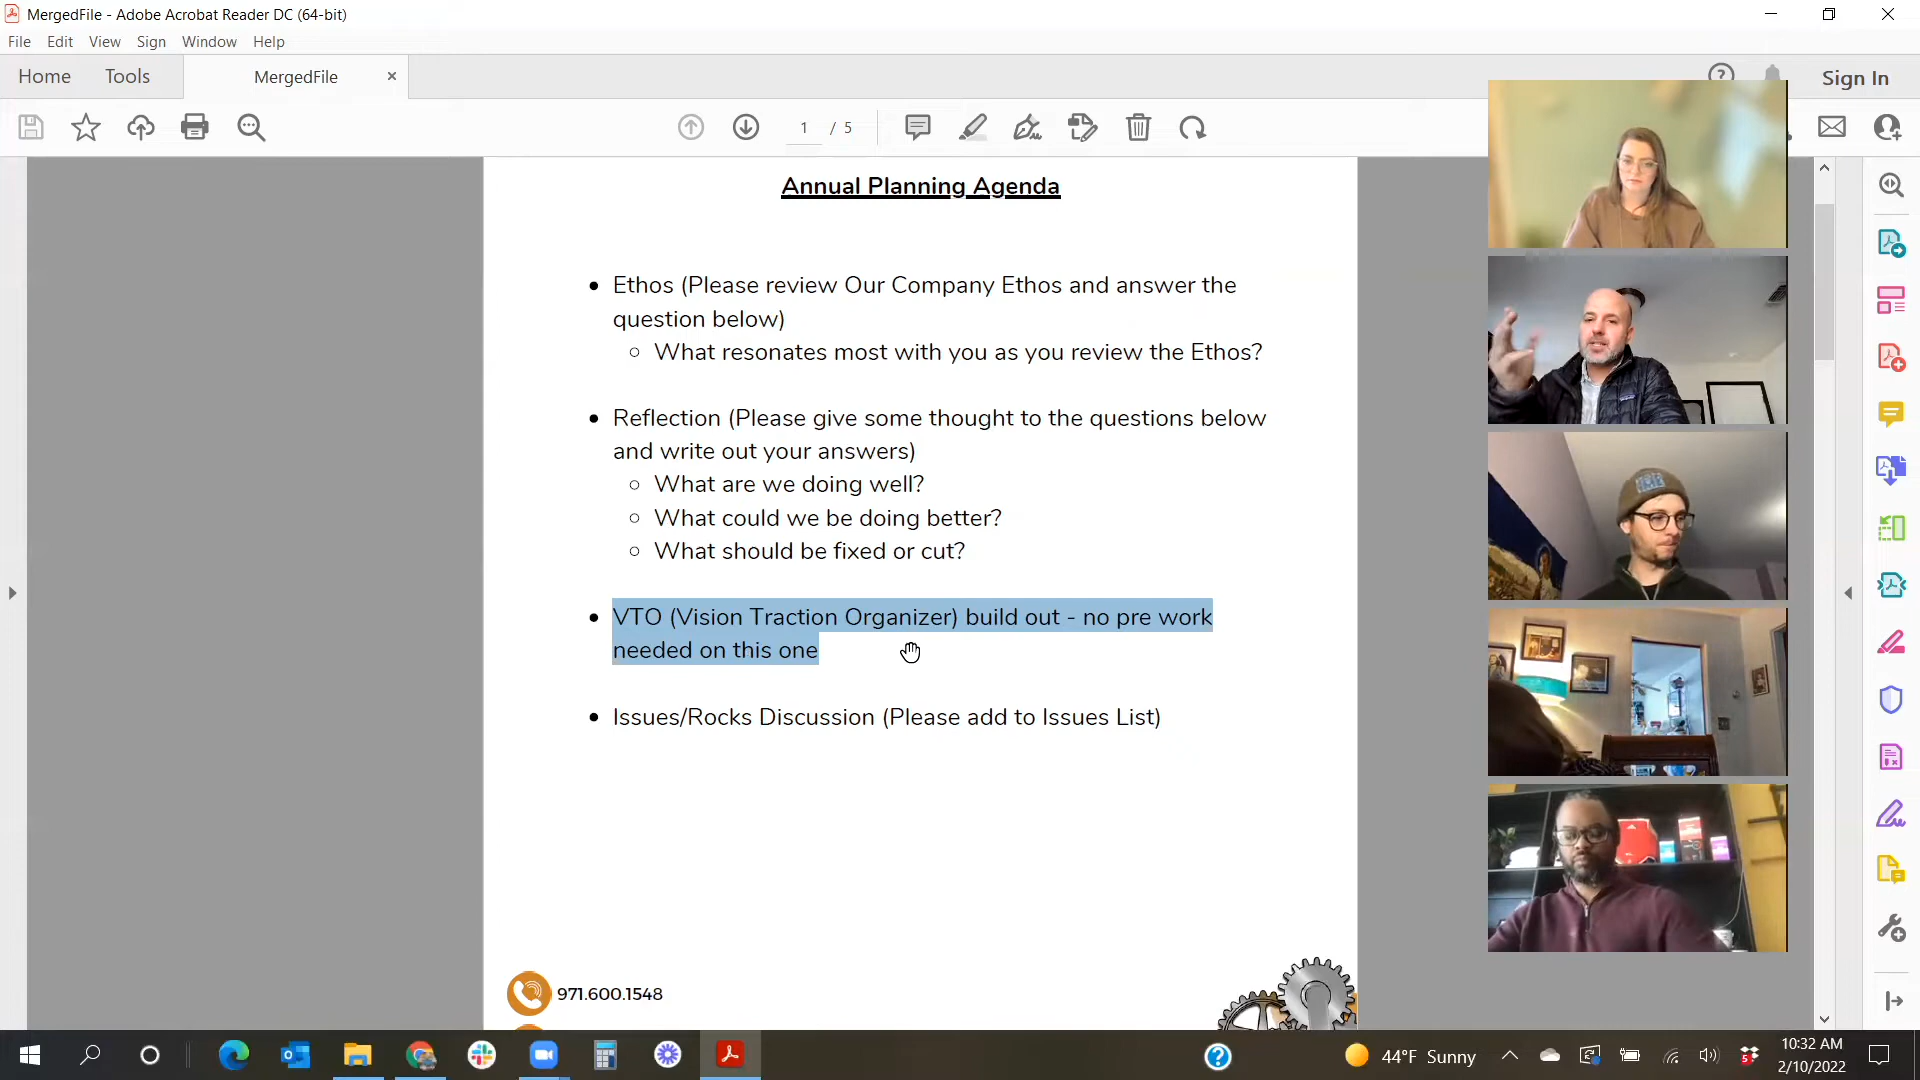 MergedFile - Adobe Acrobat Reader DC (64-bit)
File Edit View Sign Window Help
Home Tools MergedFile Sign In
1 / 5
Annual Planning Agenda
• Ethos (Please review Our Company Ethos and answer the
question below)
○ What resonates most with you as you review the Ethos?
• Reflection (Please give some thought to the questions below
and write out your answers)
○ What are we doing well?
○ What could we be doing better?
○ What should be fixed or cut?
• VTO (Vision Traction Organizer) build out - no pre work
needed on this one
• Issues/Rocks Discussion (Please add to Issues List)
971.600.1548
44°F Sunny
10:32 AM
2/10/2022